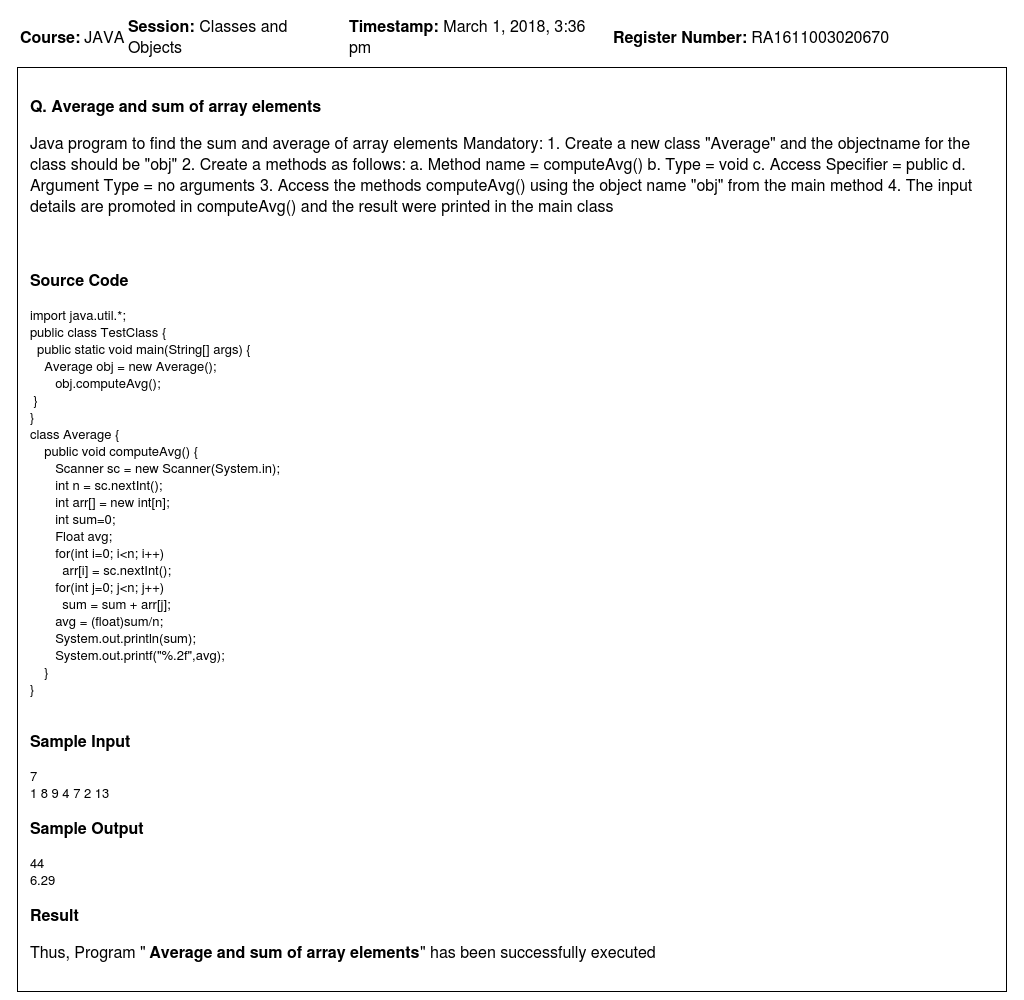 Course: JAVA Session: Classes and Objects Timestamp: March 1, 2018, 3:36 pm Register Number: RA1611003020670
Q. Average and sum of array elements
Java program to find the sum and average of array elements Mandatory: 1. Create a new class "Average" and the objectname for the
class should be "obj" 2. Create a methods as follows: a. Method name = computeAvg() b. Type = void c. Access Specifier = public d.
Argument Type = no arguments 3. Access the methods computeAvg() using the object name "obj" from the main method 4. The input
details are promoted in computeAvg() and the result were printed in the main class
Source Code
import java.util.*;
public class TestClass {
  public static void main(String[] args) {
    Average obj = new Average();
       obj.computeAvg();
 }
}
class Average {
    public void computeAvg() {
       Scanner sc = new Scanner(System.in);
       int n = sc.nextInt();
       int arr[] = new int[n];
       int sum=0;
       Float avg;
       for(int i=0; i<n; i++)
         arr[i] = sc.nextInt();
       for(int j=0; j<n; j++)
         sum = sum + arr[j];
       avg = (float)sum/n;
       System.out.println(sum);
       System.out.printf("%.2f",avg);
    }
}
Sample Input
7
1 8 9 4 7 2 13
Sample Output
44
6.29
Result
Thus, Program " Average and sum of array elements" has been successfully executed